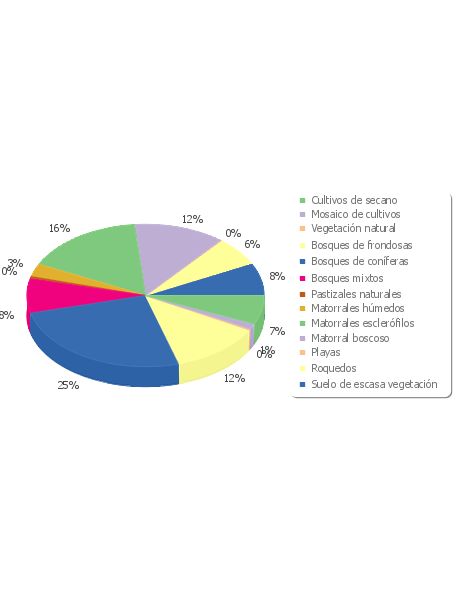 12%
0%
16%
6%
3%
0%
8%
8%
7%
1%
0%
12%
25%
Cultivos de secano
Mosaico de cultivos
Vegetación natural
Bosques de frondosas
Bosques de coníferas
Bosques mixtos
Pastizales naturales
Matorrales húmedos
Matorrales esclerófilos
Matorral boscoso
Playas
Roquedos
Suelo de escasa vegetación